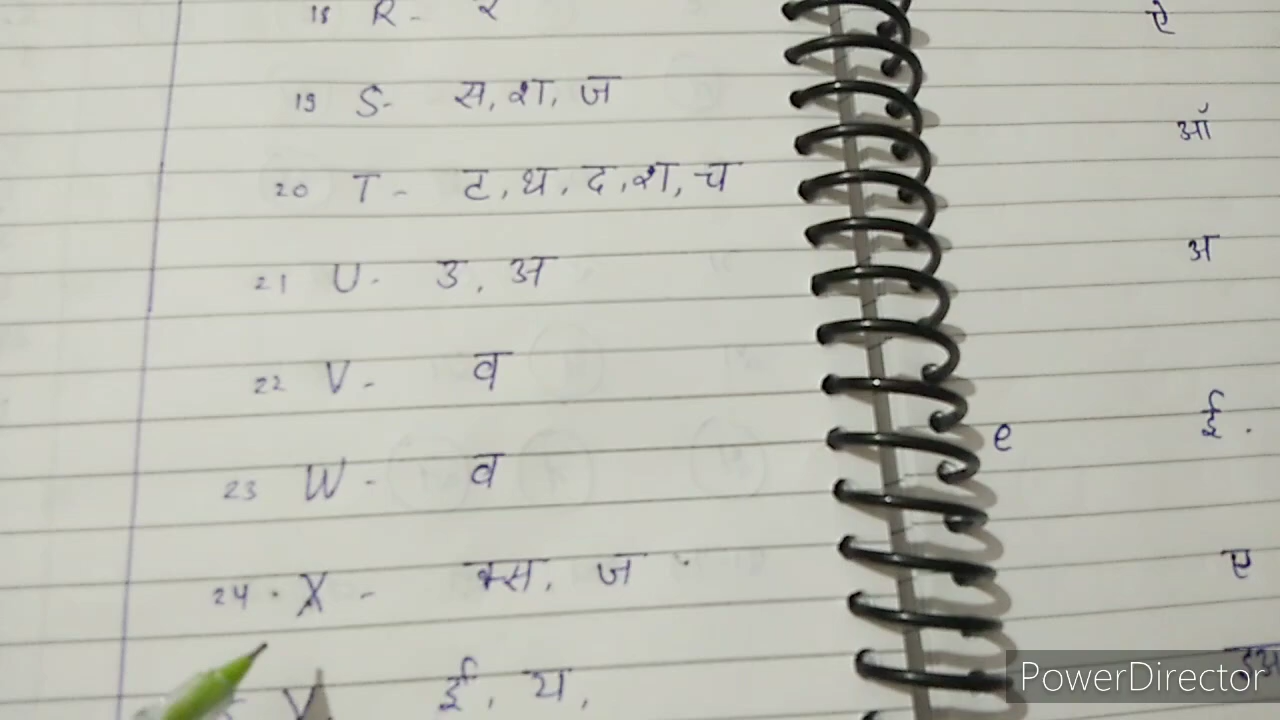 18 R - र
19 S- स, श, ज
20 T - ट, थ, द, श, च
21 U- उ, अ
22 V- व
23 W- व
24 · X - क्स, ज
Y ई, य,
ऐ
ऑ
अ
e ई.
ए
PowerDirector